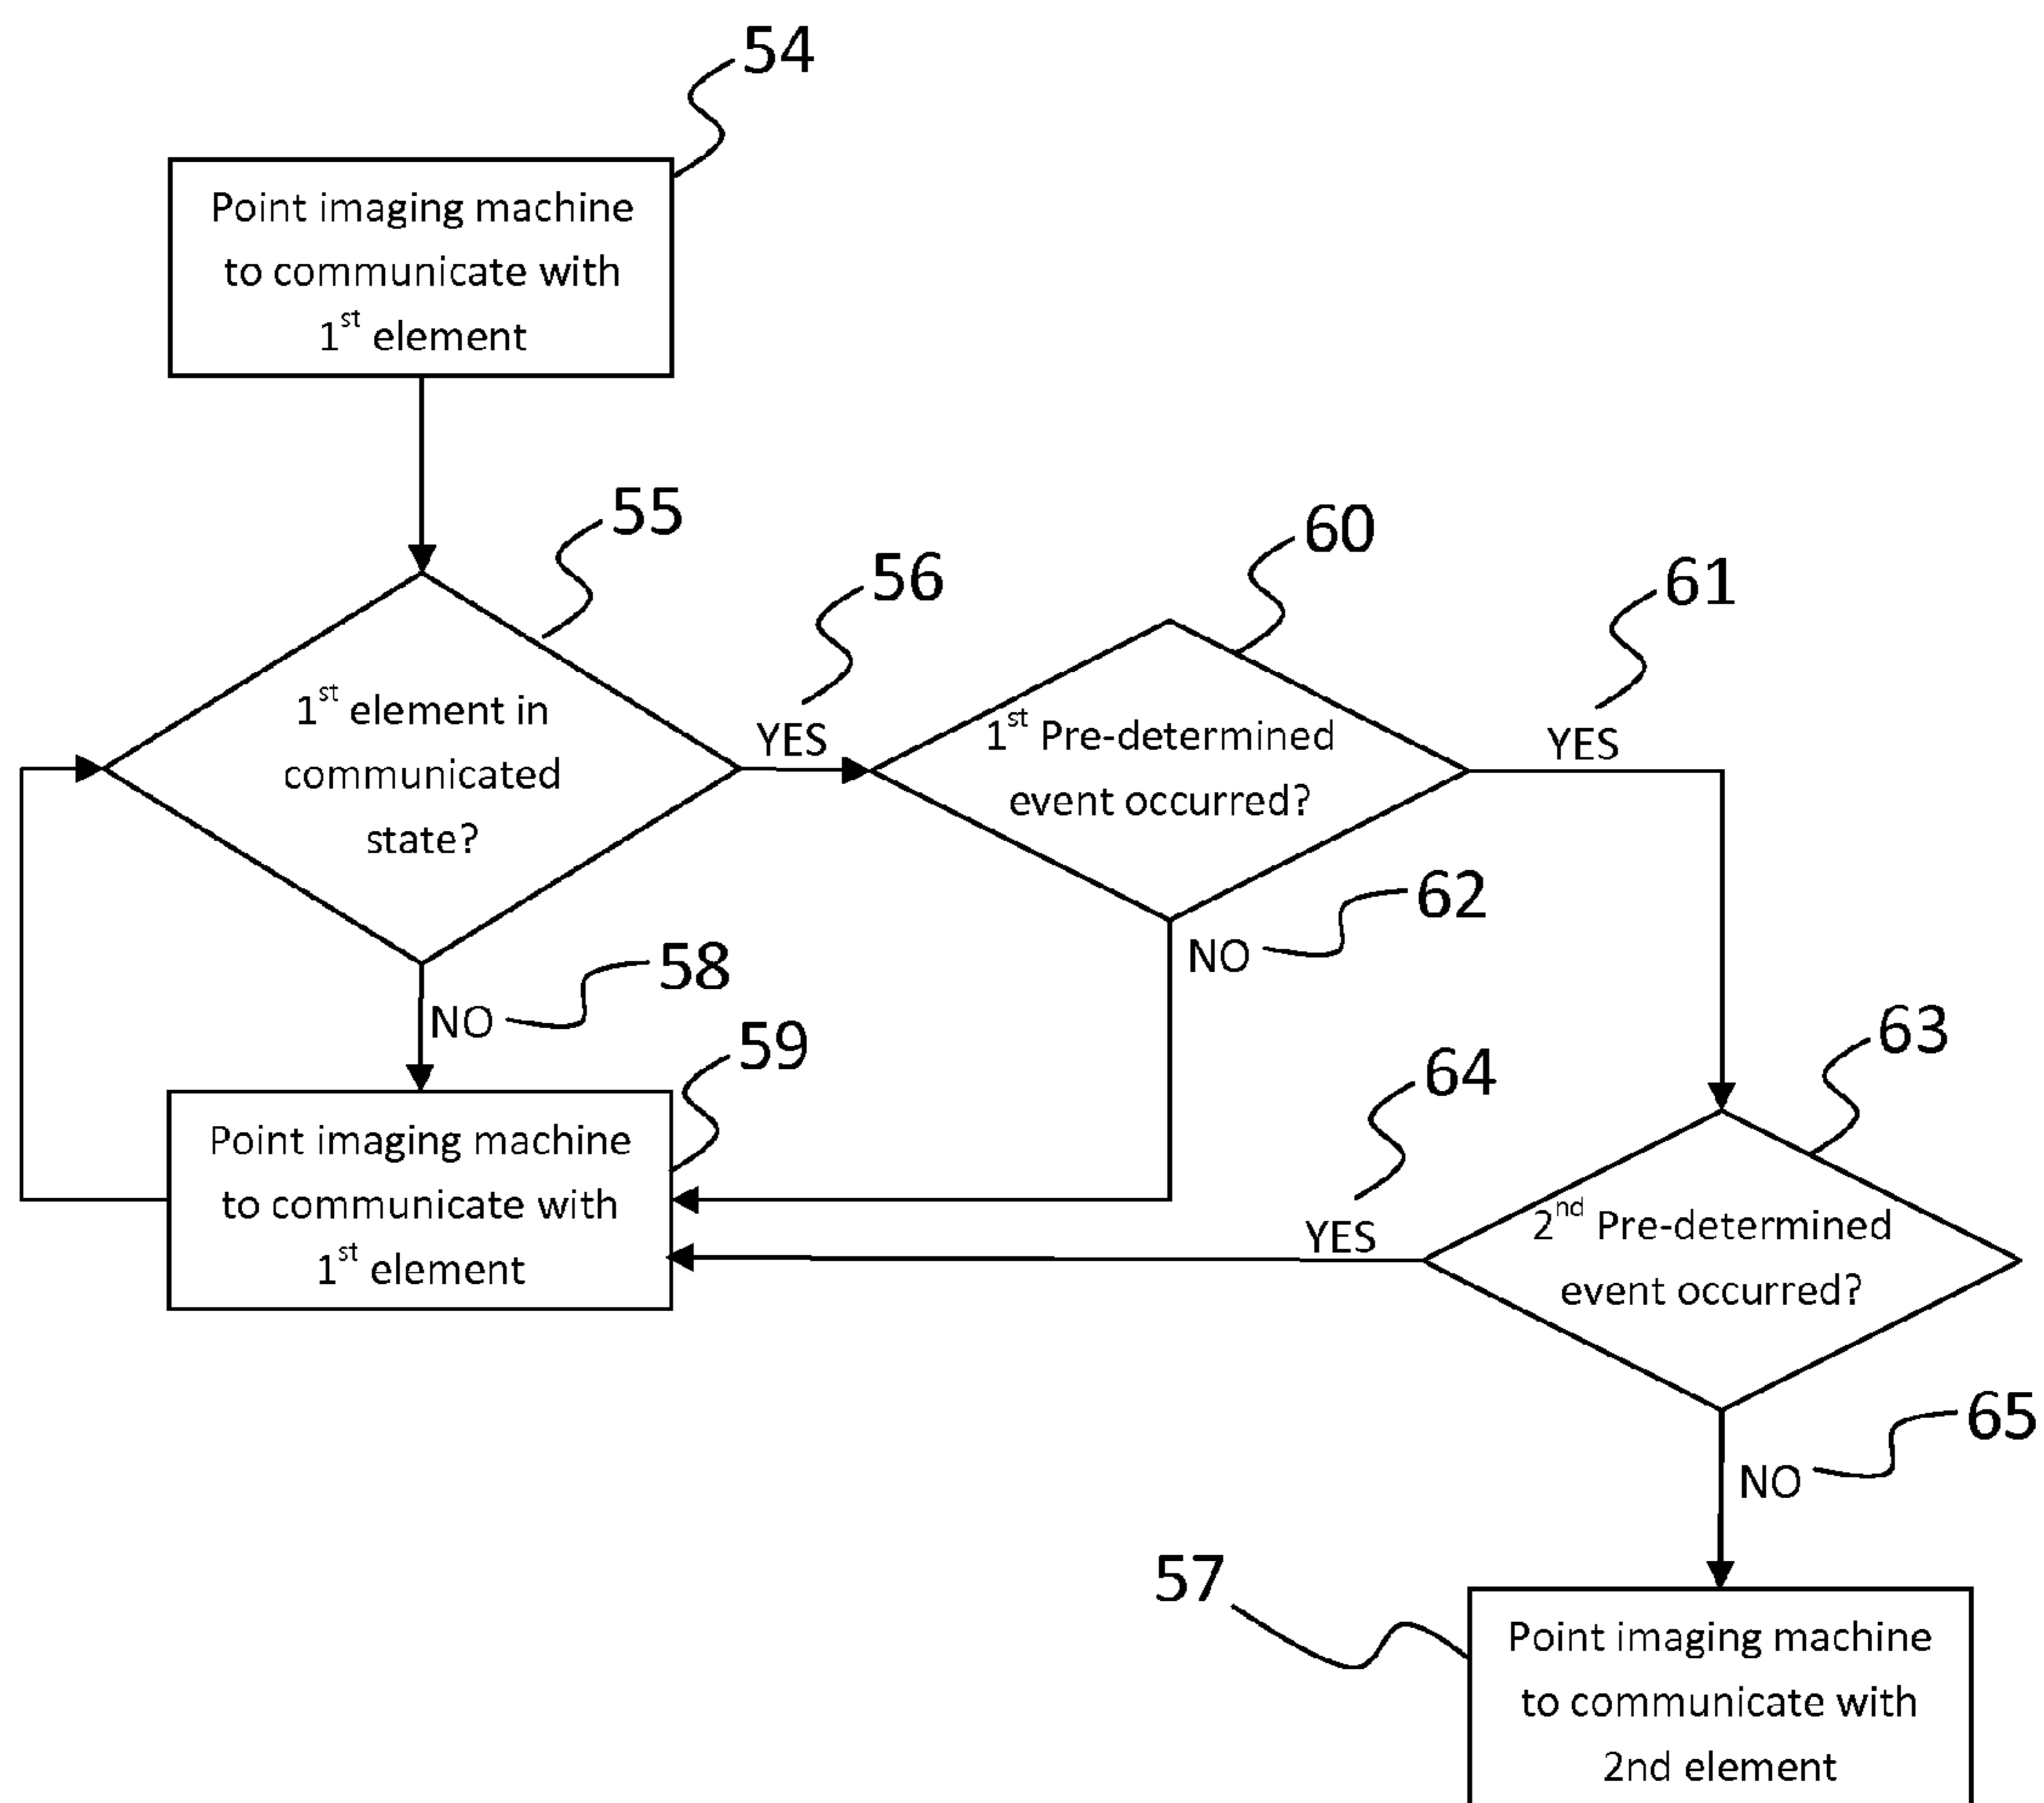 54
Point imaging machine
to communicate with
1st element
55
1st element in
communicated
state?
56
YES
60
1st Pre-determined
event occurred?
61
YES
62
NO
58
NO
59
Point imaging machine
to communicate with
1st element
63
2nd Pre-determined
event occurred?
64
YES
65
NO
57
Point imaging machine
to communicate with
2nd element